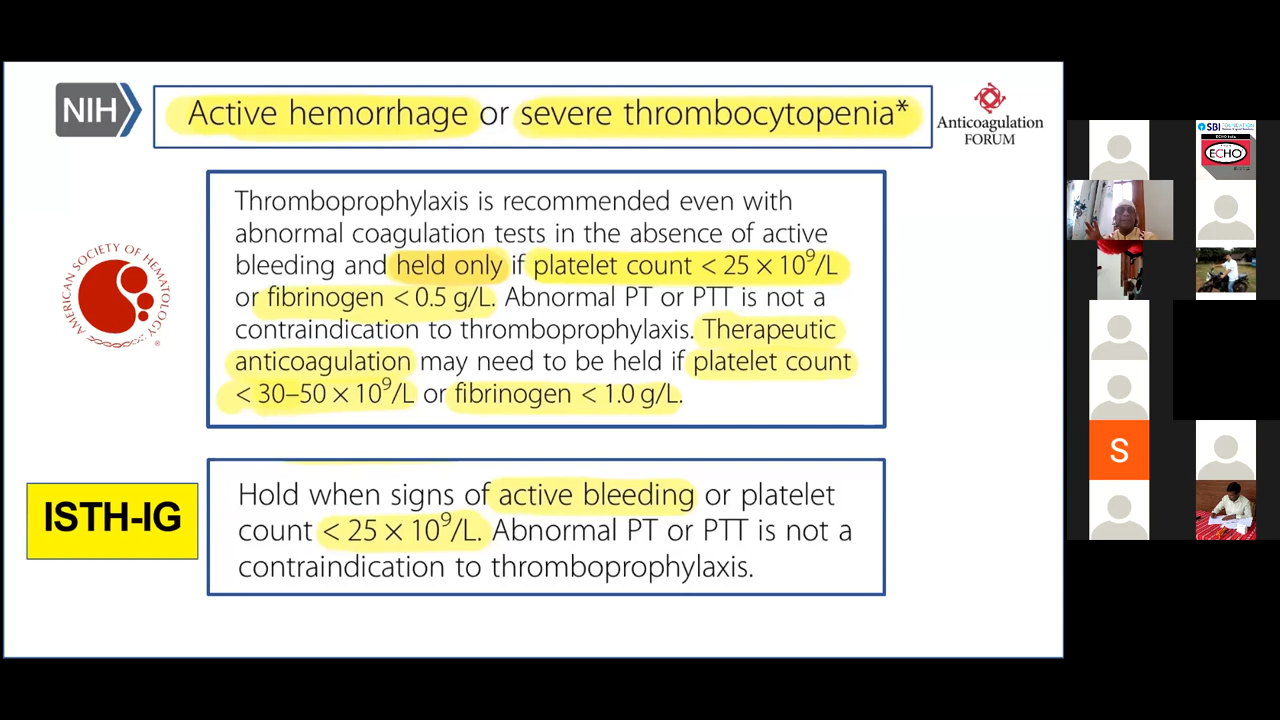 NIH
Active hemorrhage or severe thrombocytopenia*
Anticoagulation
FORUM
AMERICAN SOCIETY OF HEMATOLOGY
Thromboprophylaxis is recommended even with
abnormal coagulation tests in the absence of active
bleeding and held only if platelet count < 25 × 10⁹/L
or fibrinogen < 0.5 g/L. Abnormal PT or PTT is not a
contraindication to thromboprophylaxis. Therapeutic
anticoagulation may need to be held if platelet count
< 30–50 × 10⁹/L or fibrinogen < 1.0 g/L.
ISTH-IG
Hold when signs of active bleeding or platelet
count < 25 × 10⁹/L. Abnormal PT or PTT is not a
contraindication to thromboprophylaxis.
SBI FOUNDATION
ECHO India
ECHO
S